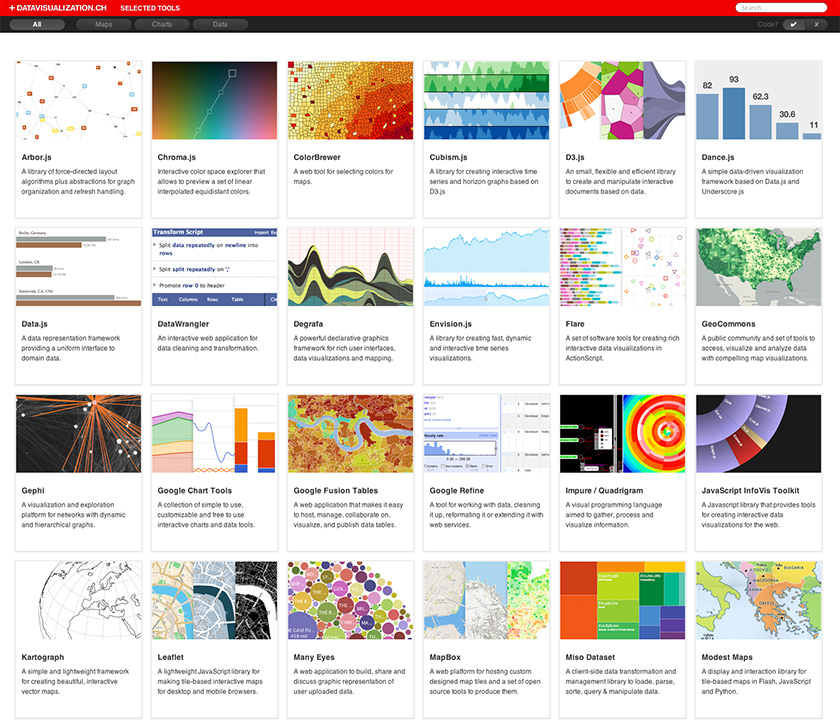 + DATAVISUALIZATION.CH SELECTED TOOLS
Search...
All Maps Charts Data
Code? ✔ ✘
82
93
62.3
30.6
11
Arbor.js
A library of force-directed layout
algorithms plus abstractions for graph
organization and refresh handling.
Chroma.js
Interactive color space explorer that
allows to preview a set of linear
interpolated equidistant colors.
ColorBrewer
A web tool for selecting colors for
maps.
Cubism.js
A library for creating interactive time
series and horizon graphs based on
D3.js
D3.js
An small, flexible and efficient library
to create and manipulate interactive
documents based on data.
Dance.js
A simple data-driven visualization
framework based on Data.js and
Underscore.js
Berlin, Germany
London, UK
Sunnyvale, CA, USA
Transform Script Import
Split data repeatedly on newline into
rows
Split split repeatedly on ','
Promote row 0 to header
Text Columns Rows Table
Data.js
A data representation framework
providing a uniform interface to
domain data.
DataWrangler
An interactive web application for
data cleaning and transformation.
Degrafa
A powerful declarative graphics
framework for rich user interfaces,
data visualizations and mapping.
Envision.js
A library for creating fast, dynamic
and interactive time series
visualizations.
Flare
A set of software tools for creating rich
interactive data visualizations in
ActionScript.
GeoCommons
A public community and set of tools to
access, visualize and analyze data
with compelling map visualizations.
Hourly rate
Gephi
A visualization and exploration
platform for networks with dynamic
and hierarchical graphs.
Google Chart Tools
A collection of simple to use,
customizable and free to use
interactive charts and data tools.
Google Fusion Tables
A web application that makes it easy
to host, manage, collaborate on,
visualize, and publish data tables.
Google Refine
A tool for working with data, cleaning
it up, reformating it or extending it with
web services.
Impure / Quadrigram
A visual programming language
aimed to gather, process and
visualize information.
JavaScript InfoVis Toolkit
A Javascript library that provides tools
for creating interactive data
visualizations for the web.
KOSOVO
BULGARIA
MACEDONIA
GREECE
Kartograph
A simple and lightweight framework
for creating beautiful, interactive
vector maps.
Leaflet
A lightweight JavaScript library for
making tile-based interactive maps
for desktop and mobile browsers.
Many Eyes
A web application to build, share and
discuss graphic representation of
user uploaded data.
MapBox
A web platform for hosting custom
designed map tiles and a set of open
source tools to produce them.
Miso Dataset
A client-side data transformation and
management library to loade, parse,
sorte, query & manipulate data.
Modest Maps
A display and interaction library for
tile-based maps in Flash, JavaScript
and Python.